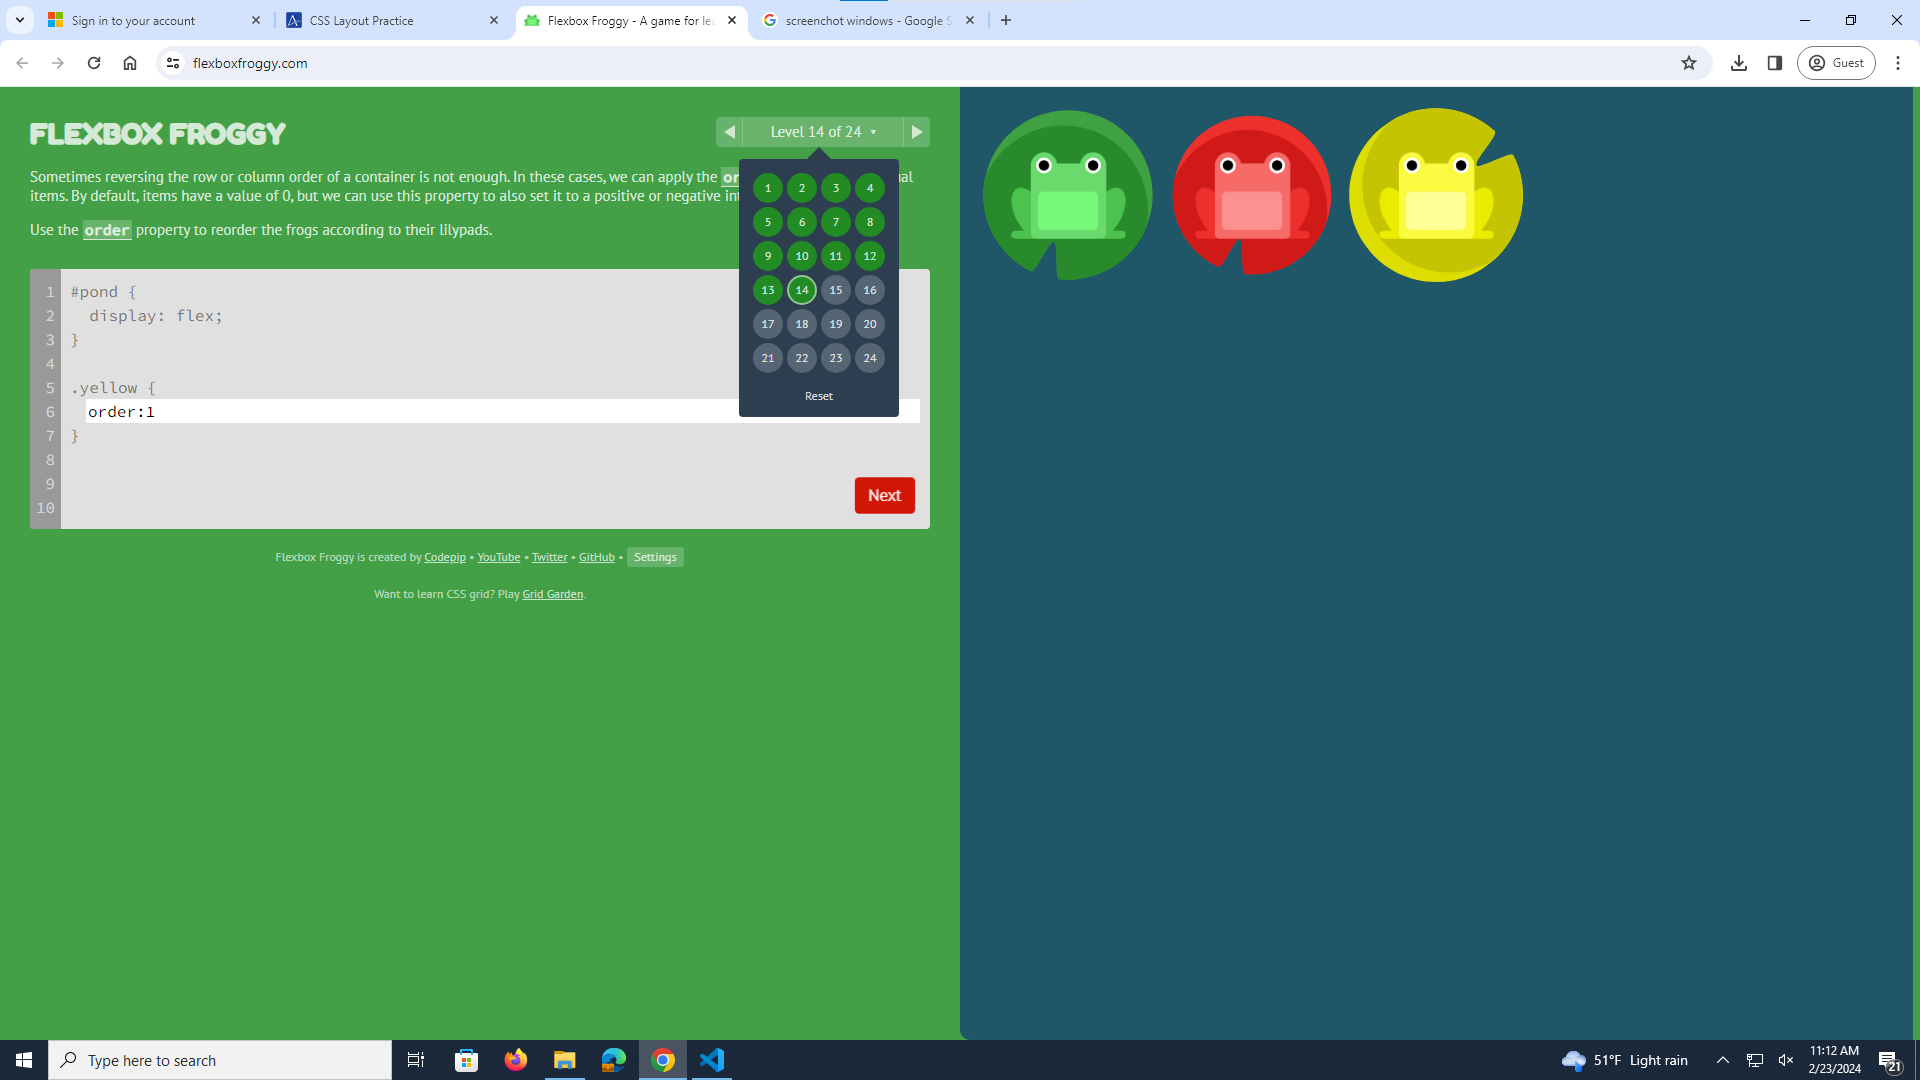 Sign in to your account
CSS Layout Practice
Flexbox Froggy - A game for lea
screenchot windows - Google S
flexboxfroggy.com
Guest
FLEXBOX FROGGY
Level 14 of 24
Sometimes reversing the row or column order of a container is not enough. In these cases, we can apply the
items. By default, items have a value of 0, but we can use this property to also set it to a positive or negative
Use the order property to reorder the frogs according to their lilypads.
1 2 3 4
5 6 7 8
9 10 11 12
13 14 15 16
17 18 19 20
21 22 23 24
Reset
1 #pond {
2 display: flex;
3 }
4
5 .yellow {
6 order:1
7 }
8
9
10
Next
Flexbox Froggy is created by Codepip • YouTube • Twitter • GitHub • Settings
Want to learn CSS grid? Play Grid Garden.
Type here to search
51°F Light rain
11:12 AM
2/23/2024
21